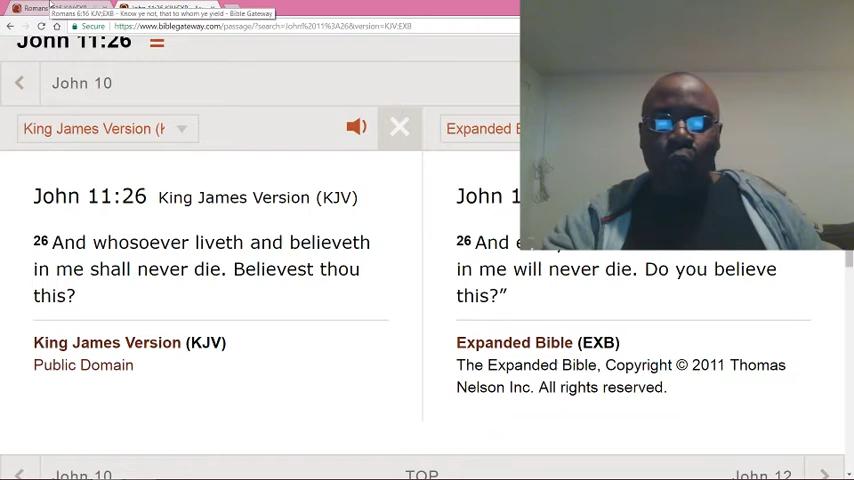 Romans
Romans 6:16 KJV;EXB - Know ye not, that to whom ye yield - Bible Gateway
Secure https://www.biblegateway.com/passage/?search=John%2011%3A26&version=KJV;EXB
John 11:26
John 10
King James Version (K
Expanded B
John 11:26 King James Version (KJV)
26 And whosoever liveth and believeth
in me shall never die. Believest thou
this?
King James Version (KJV)
Public Domain
John 1
26 And e
in me will never die. Do you believe
this?”
Expanded Bible (EXB)
The Expanded Bible, Copyright © 2011 Thomas
Nelson Inc. All rights reserved.
John 10
TOP
John 12